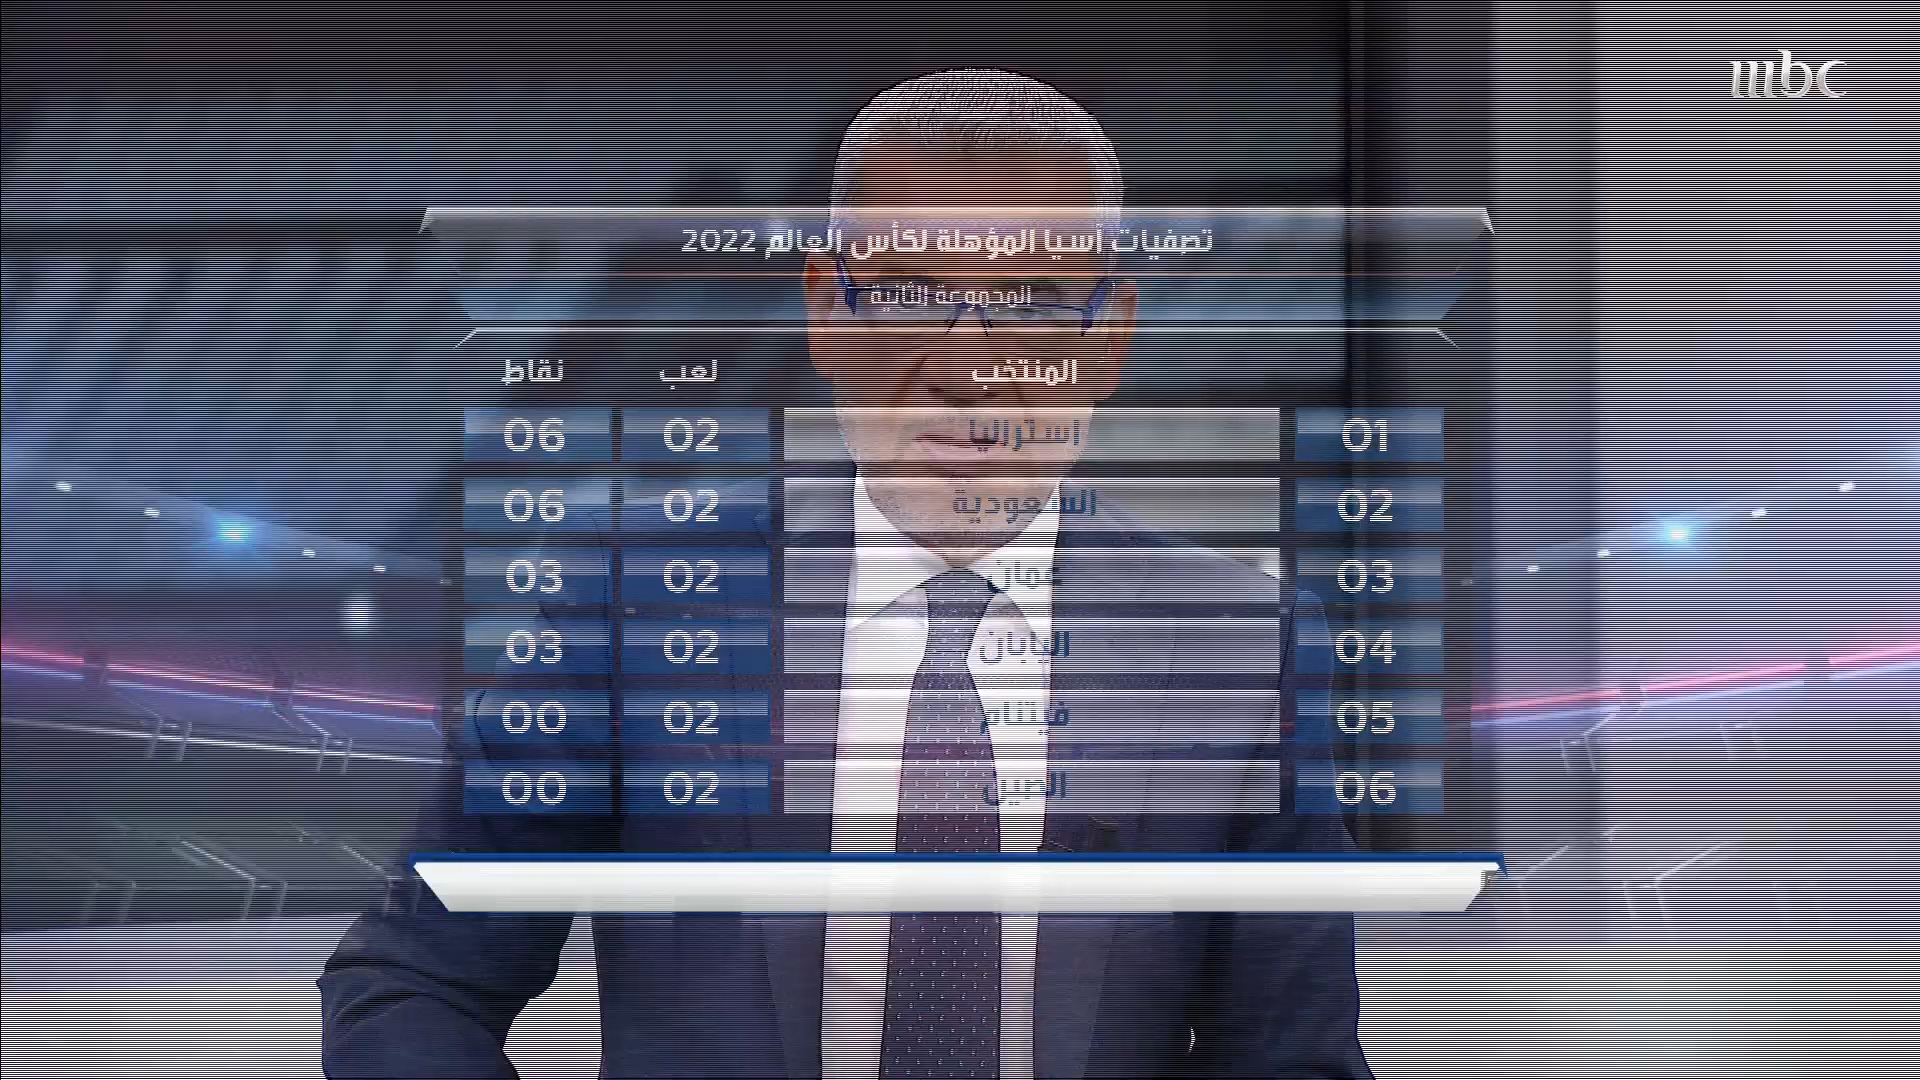 mbc
تصفيات آسيا المؤهلة لكأس العالم 2022
المجموعة الثانية
المنتخب لعب نقاط
01 استراليا 02 06
02 السعودية 02 06
03 عمان 02 03
04 اليابان 02 03
05 فيتنام 02 00
06 الصين 02 00